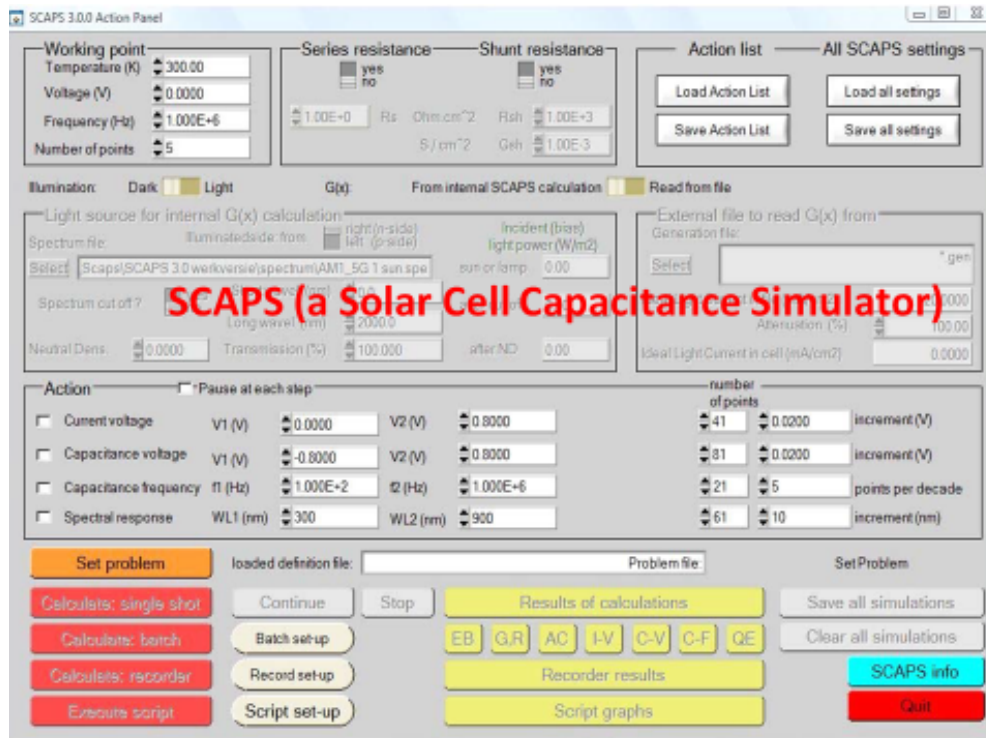 SCAPS 3.0.0 Action Panel
Working point
Temperature (K) 300.00
Voltage (V) 0.0000
Frequency (Hz) 1.000E+6
Number of points 5
Series resistance
yes
no
Shunt resistance
yes
no
1.00E+0 Rs Ohm.cm^2 Rsh 1.00E+3
S / cm^2 Gsh 1.00E-3
Action list
Load Action List
Save Action List
All SCAPS settings
Load all settings
Save all settings
Illumination: Dark Light G(x): From internal SCAPS calculation Read from file
Light source for internal G(x) calculation
Spectrum file: Illuminated side: from right (n-side)
left (p-side)
Incident (bias)
light power (W/m2)
Select Scaps\SCAPS 3.0 werkversie\spectrum\AM1_5G 1 sun.spe sun or lamp 0.00
Spectrum cut off ?
Long wavel. (nm) 2000.0
Neutral Dens. 0.0000 Transmission (%) 100.000 after ND 0.00
External file to read G(x) from
Generation file:
Select *.gen
Attenuation (%) 100.00
Ideal Light Current in cell (mA/cm2) 0.0000
SCAPS (a Solar Cell Capacitance Simulator)
Action Pause at each step number
of points
Current voltage V1 (V) 0.0000 V2 (V) 0.8000 41 0.0200 increment (V)
Capacitance voltage V1 (V) -0.8000 V2 (V) 0.8000 81 0.0200 increment (V)
Capacitance frequency f1 (Hz) 1.000E+2 f2 (Hz) 1.000E+6 21 5 points per decade
Spectral response WL1 (nm) 300 WL2 (nm) 900 61 10 increment (nm)
Set problem loaded definition file: Problem file: Set Problem
Calculate: single shot Continue Stop Results of calculations Save all simulations
Calculate: batch Batch set-up EB G,R AC I-V C-V C-F QE Clear all simulations
Calculate: recorder Record set-up Recorder results SCAPS info
Execute script Script set-up Script graphs Quit